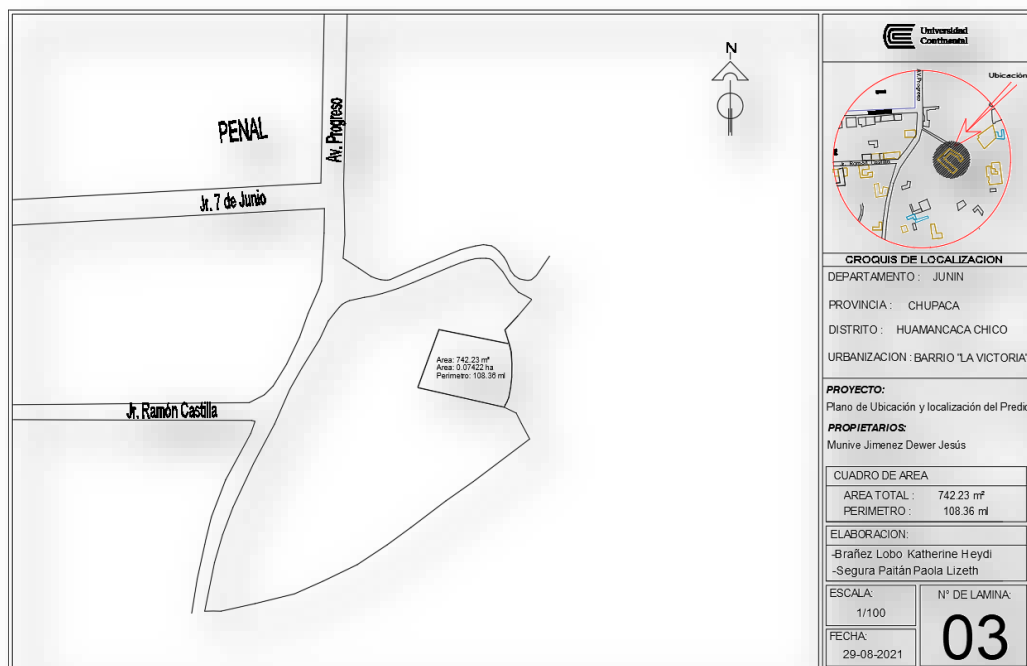 PENAL
Av. Progreso
Jr. 7 de Junio
Jr. Ramón Castilla
N
Area: 742.23 m²
Area: 0.07422 ha
Perimetro: 108.36 ml
Universidad
Continental
Ubicación
Av. Progreso
CROQUIS DE LOCALIZACION
DEPARTAMENTO : JUNIN
PROVINCIA : CHUPACA
DISTRITO : HUAMANCACA CHICO
URBANIZACION : BARRIO "LA VICTORIA"
PROYECTO:
Plano de Ubicación y localización del Predio
PROPIETARIOS:
Munive Jimenez Dewer Jesús
CUADRO DE AREA
AREA TOTAL : 742.23 m²
PERIMETRO : 108.36 ml
ELABORACION:
-Brañez Lobo Katherine Heydi
-Segura Paitán Paola Lizeth
ESCALA:
1/100
FECHA:
29-08-2021
N° DE LAMINA:
03